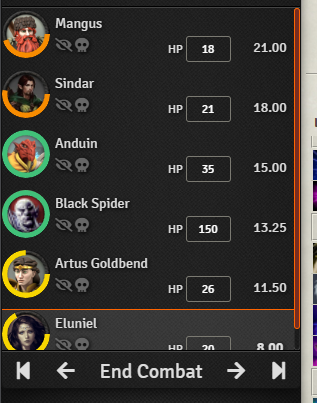 Mangus
HP 18 21.00
Sindar
HP 21 18.00
Anduin
HP 35 15.00
Black Spider
HP 150 13.25
Artus Goldbend
HP 26 11.50
Eluniel
HP 20 8.00
End Combat